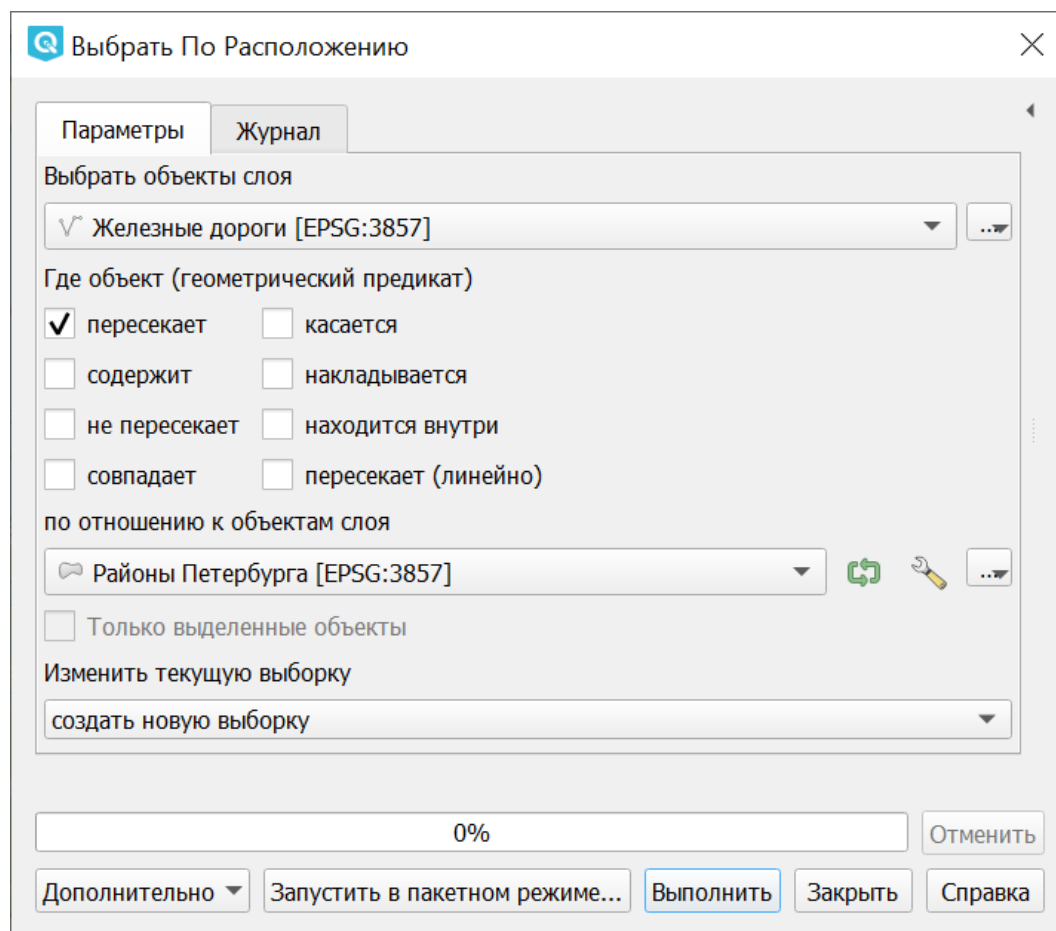 Выбрать По Расположению
Параметры Журнал
Выбрать объекты слоя
Железные дороги [EPSG:3857]
...
Где объект (геометрический предикат)
пересекает касается
содержит накладывается
не пересекает находится внутри
совпадает пересекает (линейно)
по отношению к объектам слоя
Районы Петербурга [EPSG:3857]
...
Только выделенные объекты
Изменить текущую выборку
создать новую выборку
0% Отменить
Дополнительно Запустить в пакетном режиме... Выполнить Закрыть Справка